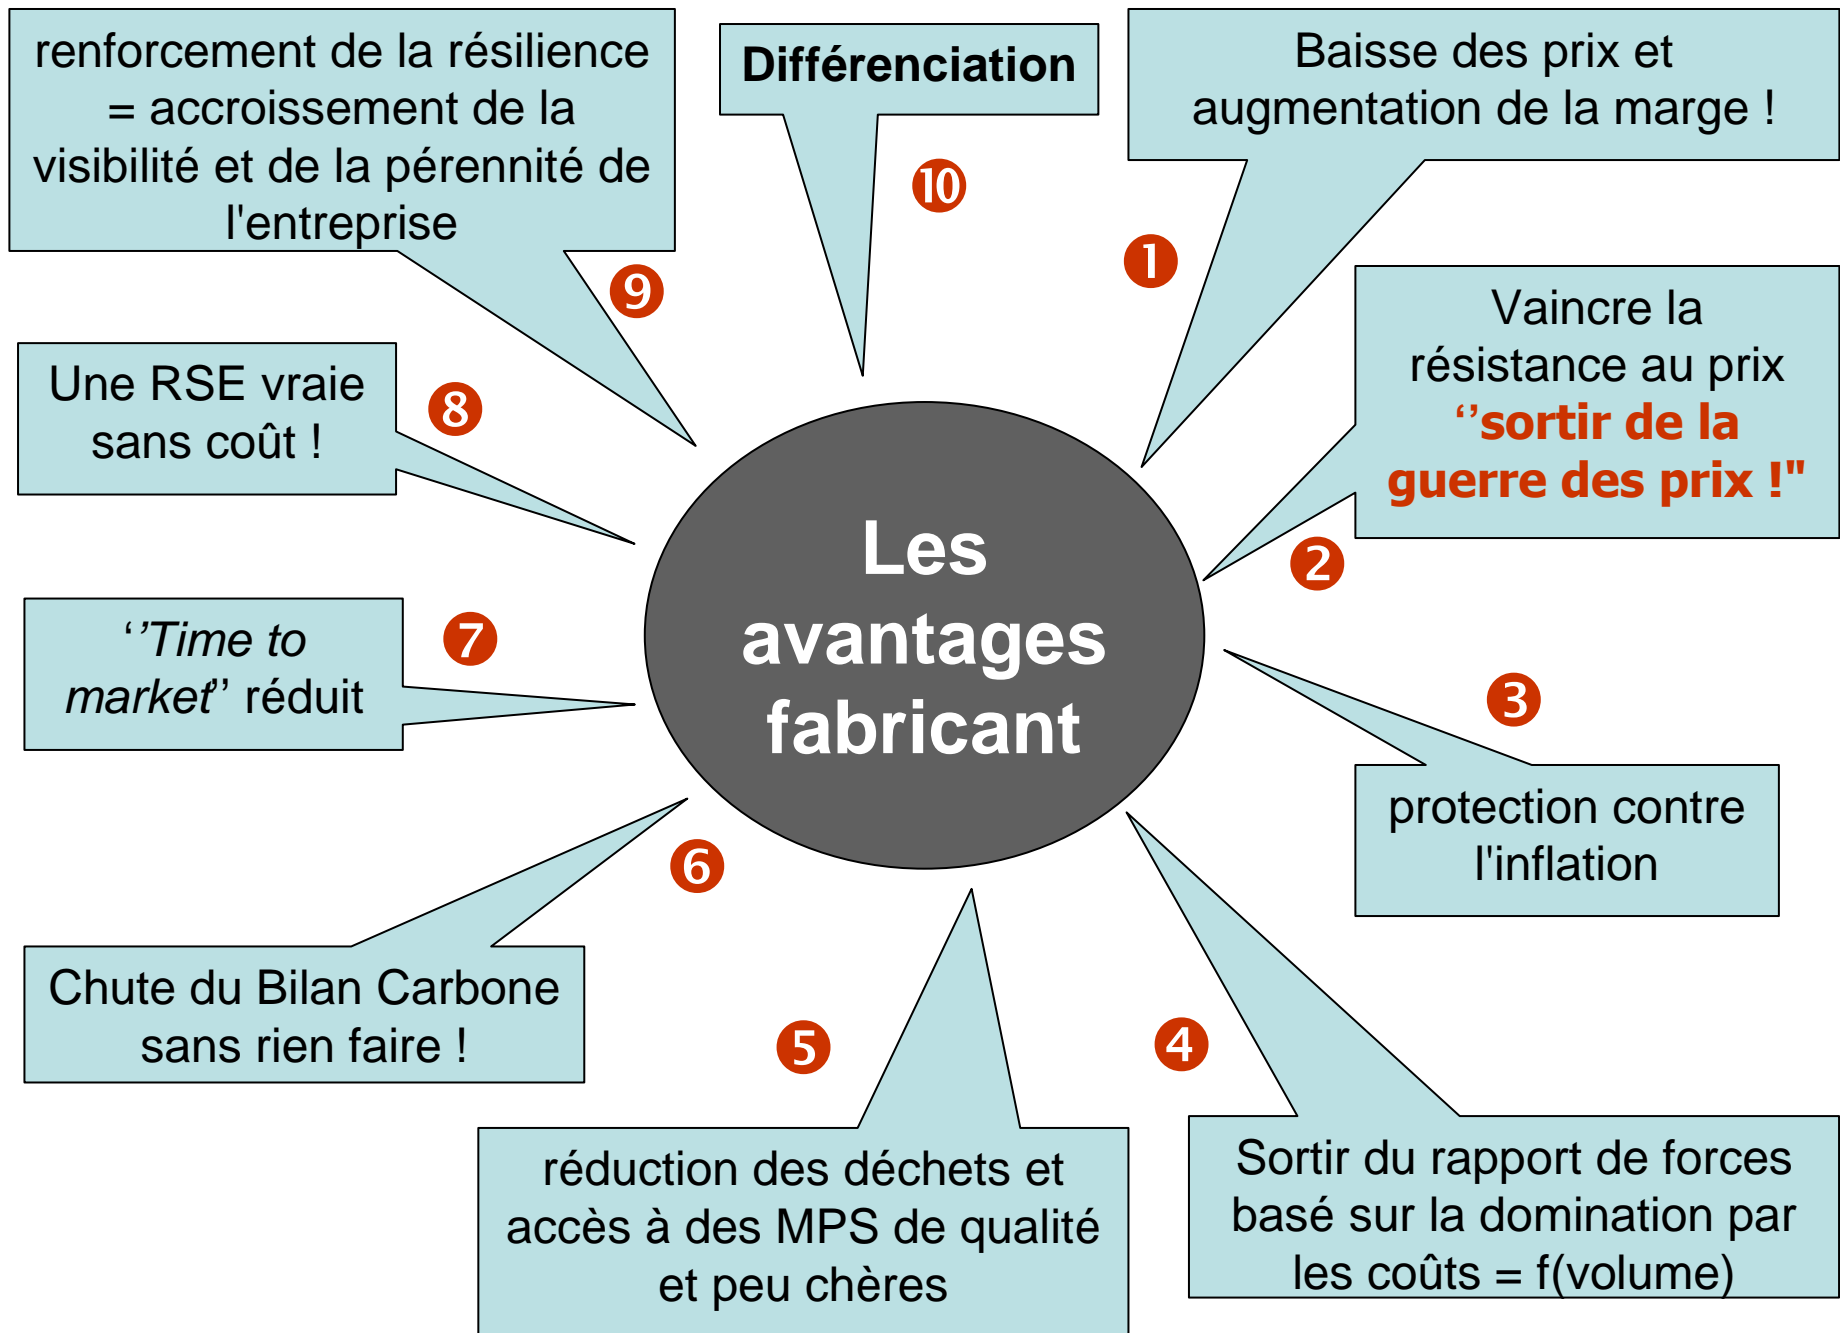 renforcement de la résilience
= accroissement de la
visibilité et de la pérennité de
l'entreprise
9
Différenciation
10
Baisse des prix et
augmentation de la marge !
1
Vaincre la
résistance au prix
‘’sortir de la
guerre des prix !"
2
Une RSE vraie
sans coût !
8
Les
avantages
fabricant
‘’Time to
market’’ réduit
7
3
protection contre
l'inflation
6
Chute du Bilan Carbone
sans rien faire !
5
réduction des déchets et
accès à des MPS de qualité
et peu chères
4
Sortir du rapport de forces
basé sur la domination par
les coûts = f(volume)